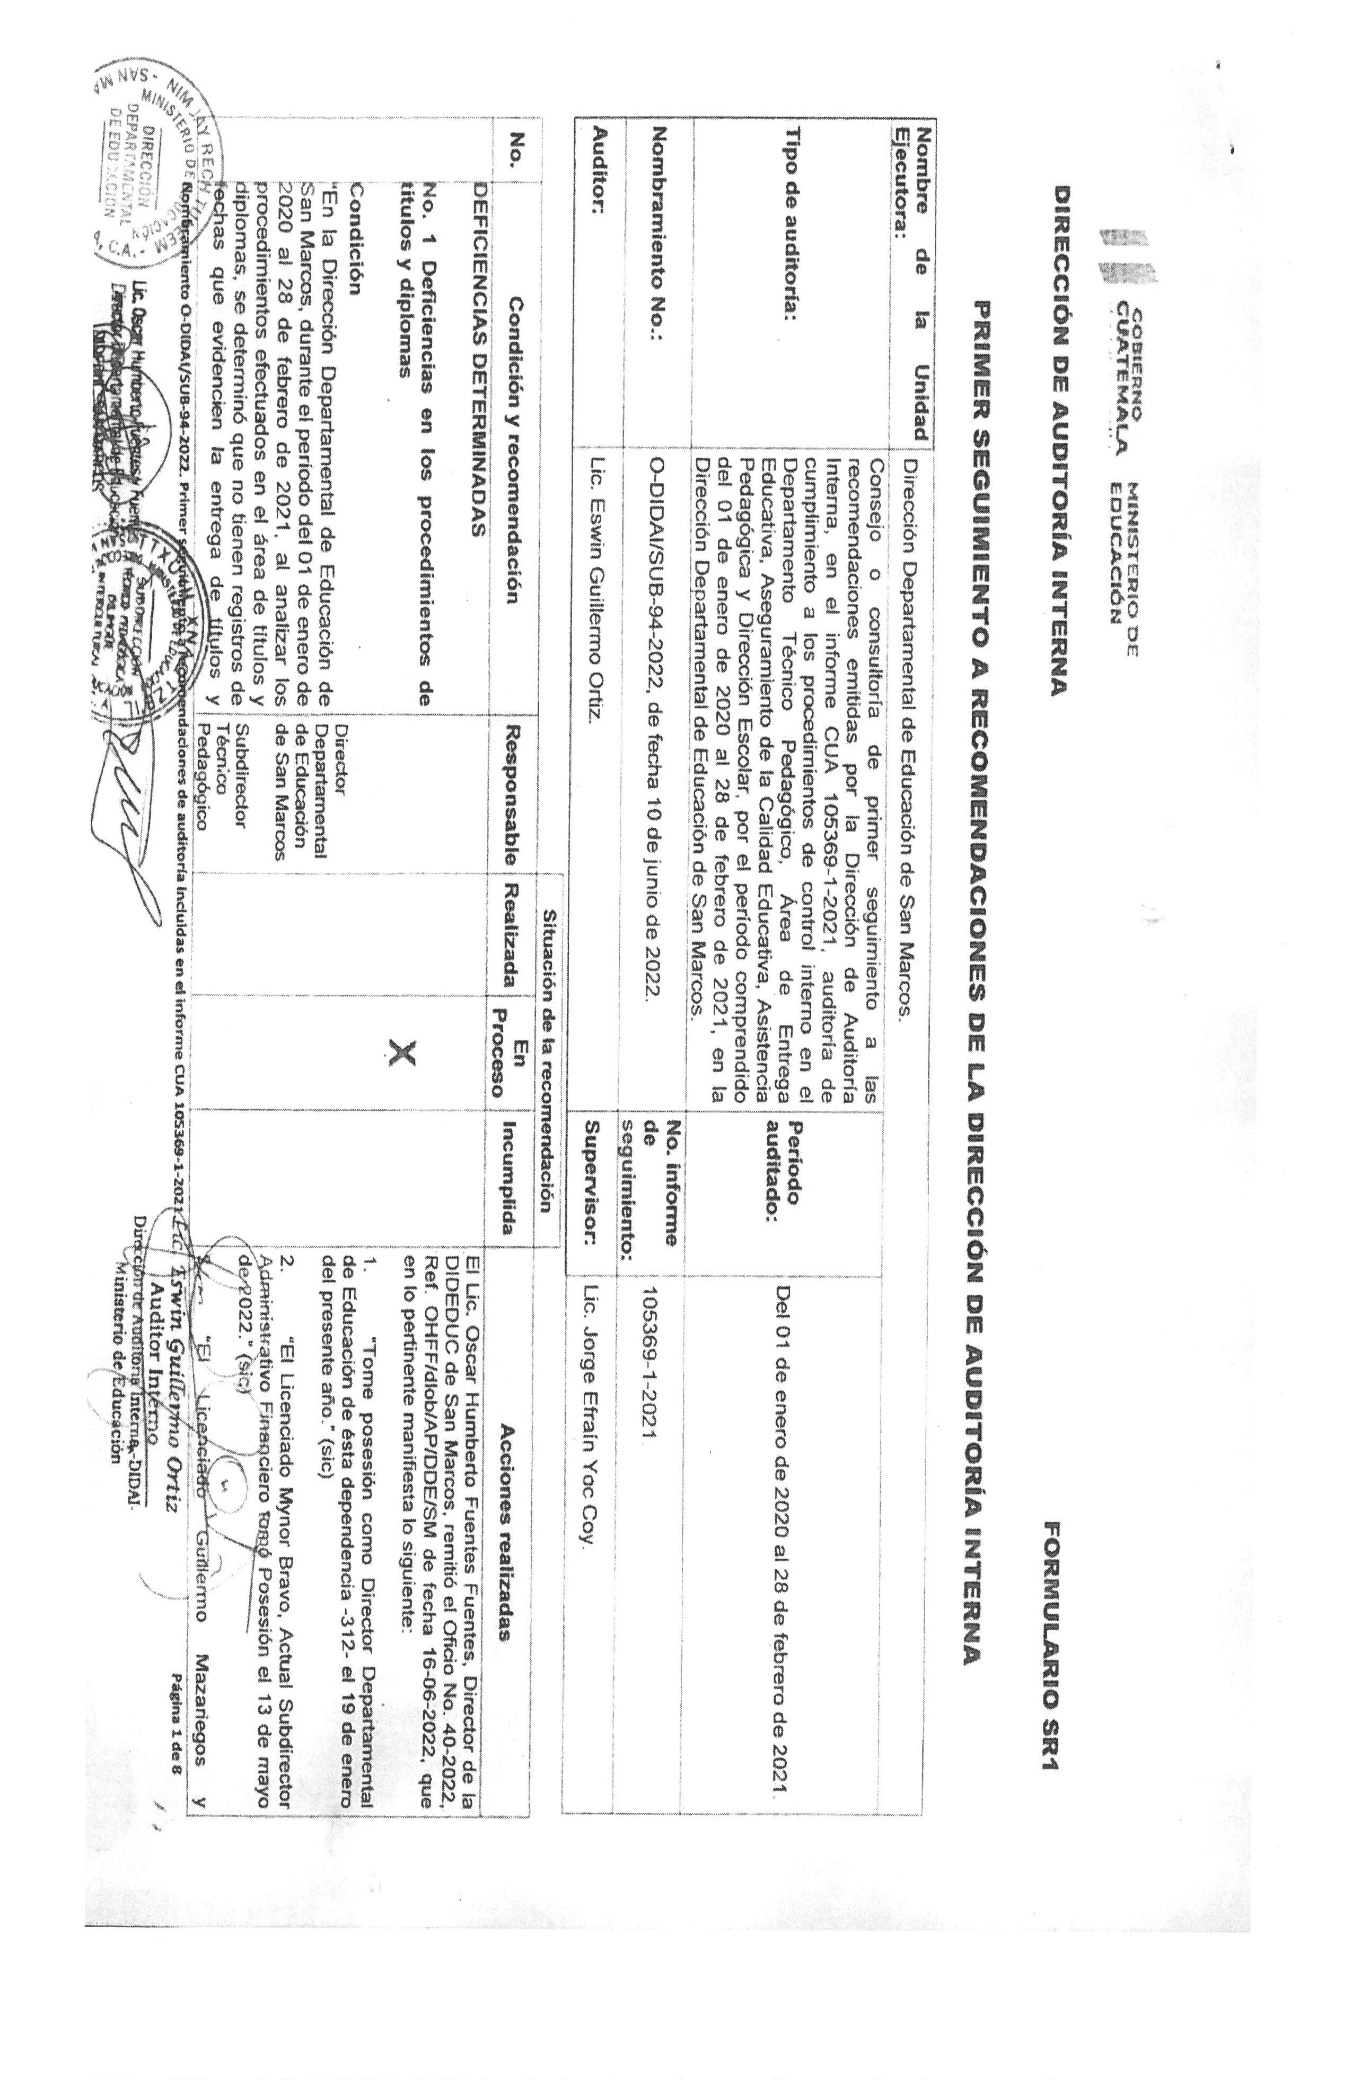 GOBIERNO
GUATEMALA
MINISTERIO DE
EDUCACIÓN
DIRECCIÓN DE AUDITORÍA INTERNA
FORMULARIO SR1
PRIMER SEGUIMIENTO A RECOMENDACIONES DE LA DIRECCIÓN DE AUDITORÍA INTERNA
Nombre de la Unidad
Ejecutora:
Dirección Departamental de Educación de San Marcos.
Tipo de auditoría:
Consejo o consultoría de primer seguimiento a las
recomendaciones emitidas por la Dirección de Auditoría
Interna, en el informe CUA 105369-1-2021, auditoría de
cumplimiento a los procedimientos de control interno en el
Departamento Técnico Pedagógico, Área de Entrega
Educativa, Aseguramiento de la Calidad Educativa, Asistencia
Pedagógica y Dirección Escolar, por el período comprendido
del 01 de enero de 2020 al 28 de febrero de 2021, en la
Dirección Departamental de Educación de San Marcos.
Período
auditado:
Del 01 de enero de 2020 al 28 de febrero de 2021.
Nombramiento No.:
O-DIDAI/SUB-94-2022, de fecha 10 de junio de 2022.
No. informe
de
seguimiento:
105369-1-2021
Auditor:
Lic. Eswin Guillermo Ortiz.
Supervisor:
Lic. Jorge Efraín Yoc Coy.
No.
Condición y recomendación
Responsable
Situación de la recomendación
Realizada
En
Proceso
Incumplida
Acciones realizadas
DEFICIENCIAS DETERMINADAS
No. 1 Deficiencias en los procedimientos de
títulos y diplomas
Condición
"En la Dirección Departamental de Educación de
San Marcos, durante el período del 01 de enero de
2020 al 28 de febrero de 2021, al analizar los
procedimientos efectuados en el área de títulos y
diplomas, se determinó que no tienen registros de
fechas que evidencien la entrega de títulos y
Director
Departamental
de Educación
de San Marcos
Subdirector
Técnico
Pedagógico
X
El Lic. Oscar Humberto Fuentes Fuentes, Director de la
DIDEDUC de San Marcos, remitió el Oficio No. 40-2022,
Ref. OHFF/dlob/AP/DDE/SM de fecha 16-06-2022, que
en lo pertinente manifiesta lo siguiente:
1. "Tome posesión como Director Departamental
de Educación de ésta dependencia -312- el 19 de enero
del presente año." (sic)
2. "El Licenciado Mynor Bravo, Actual Subdirector
Administrativo Financiero tomó Posesión el 13 de mayo
de 2022." (sic)
"El Licenciado Guillermo Mazariegos y
Nombramiento O-DIDAI/SUB-94-2022. Primer seguimiento a recomendaciones de auditoría incluidas en el informe CUA 105369-1-2021
Página 1 de 8
DIRECCIÓN
DEPARTAMENTAL
DE EDUCACIÓN
Lic. Oscar Humberto Fuentes Fuentes
Lic. Eswin Guillermo Ortiz
Auditor Interno
Dirección de Auditoría Interna -DIDAI-
Ministerio de Educación